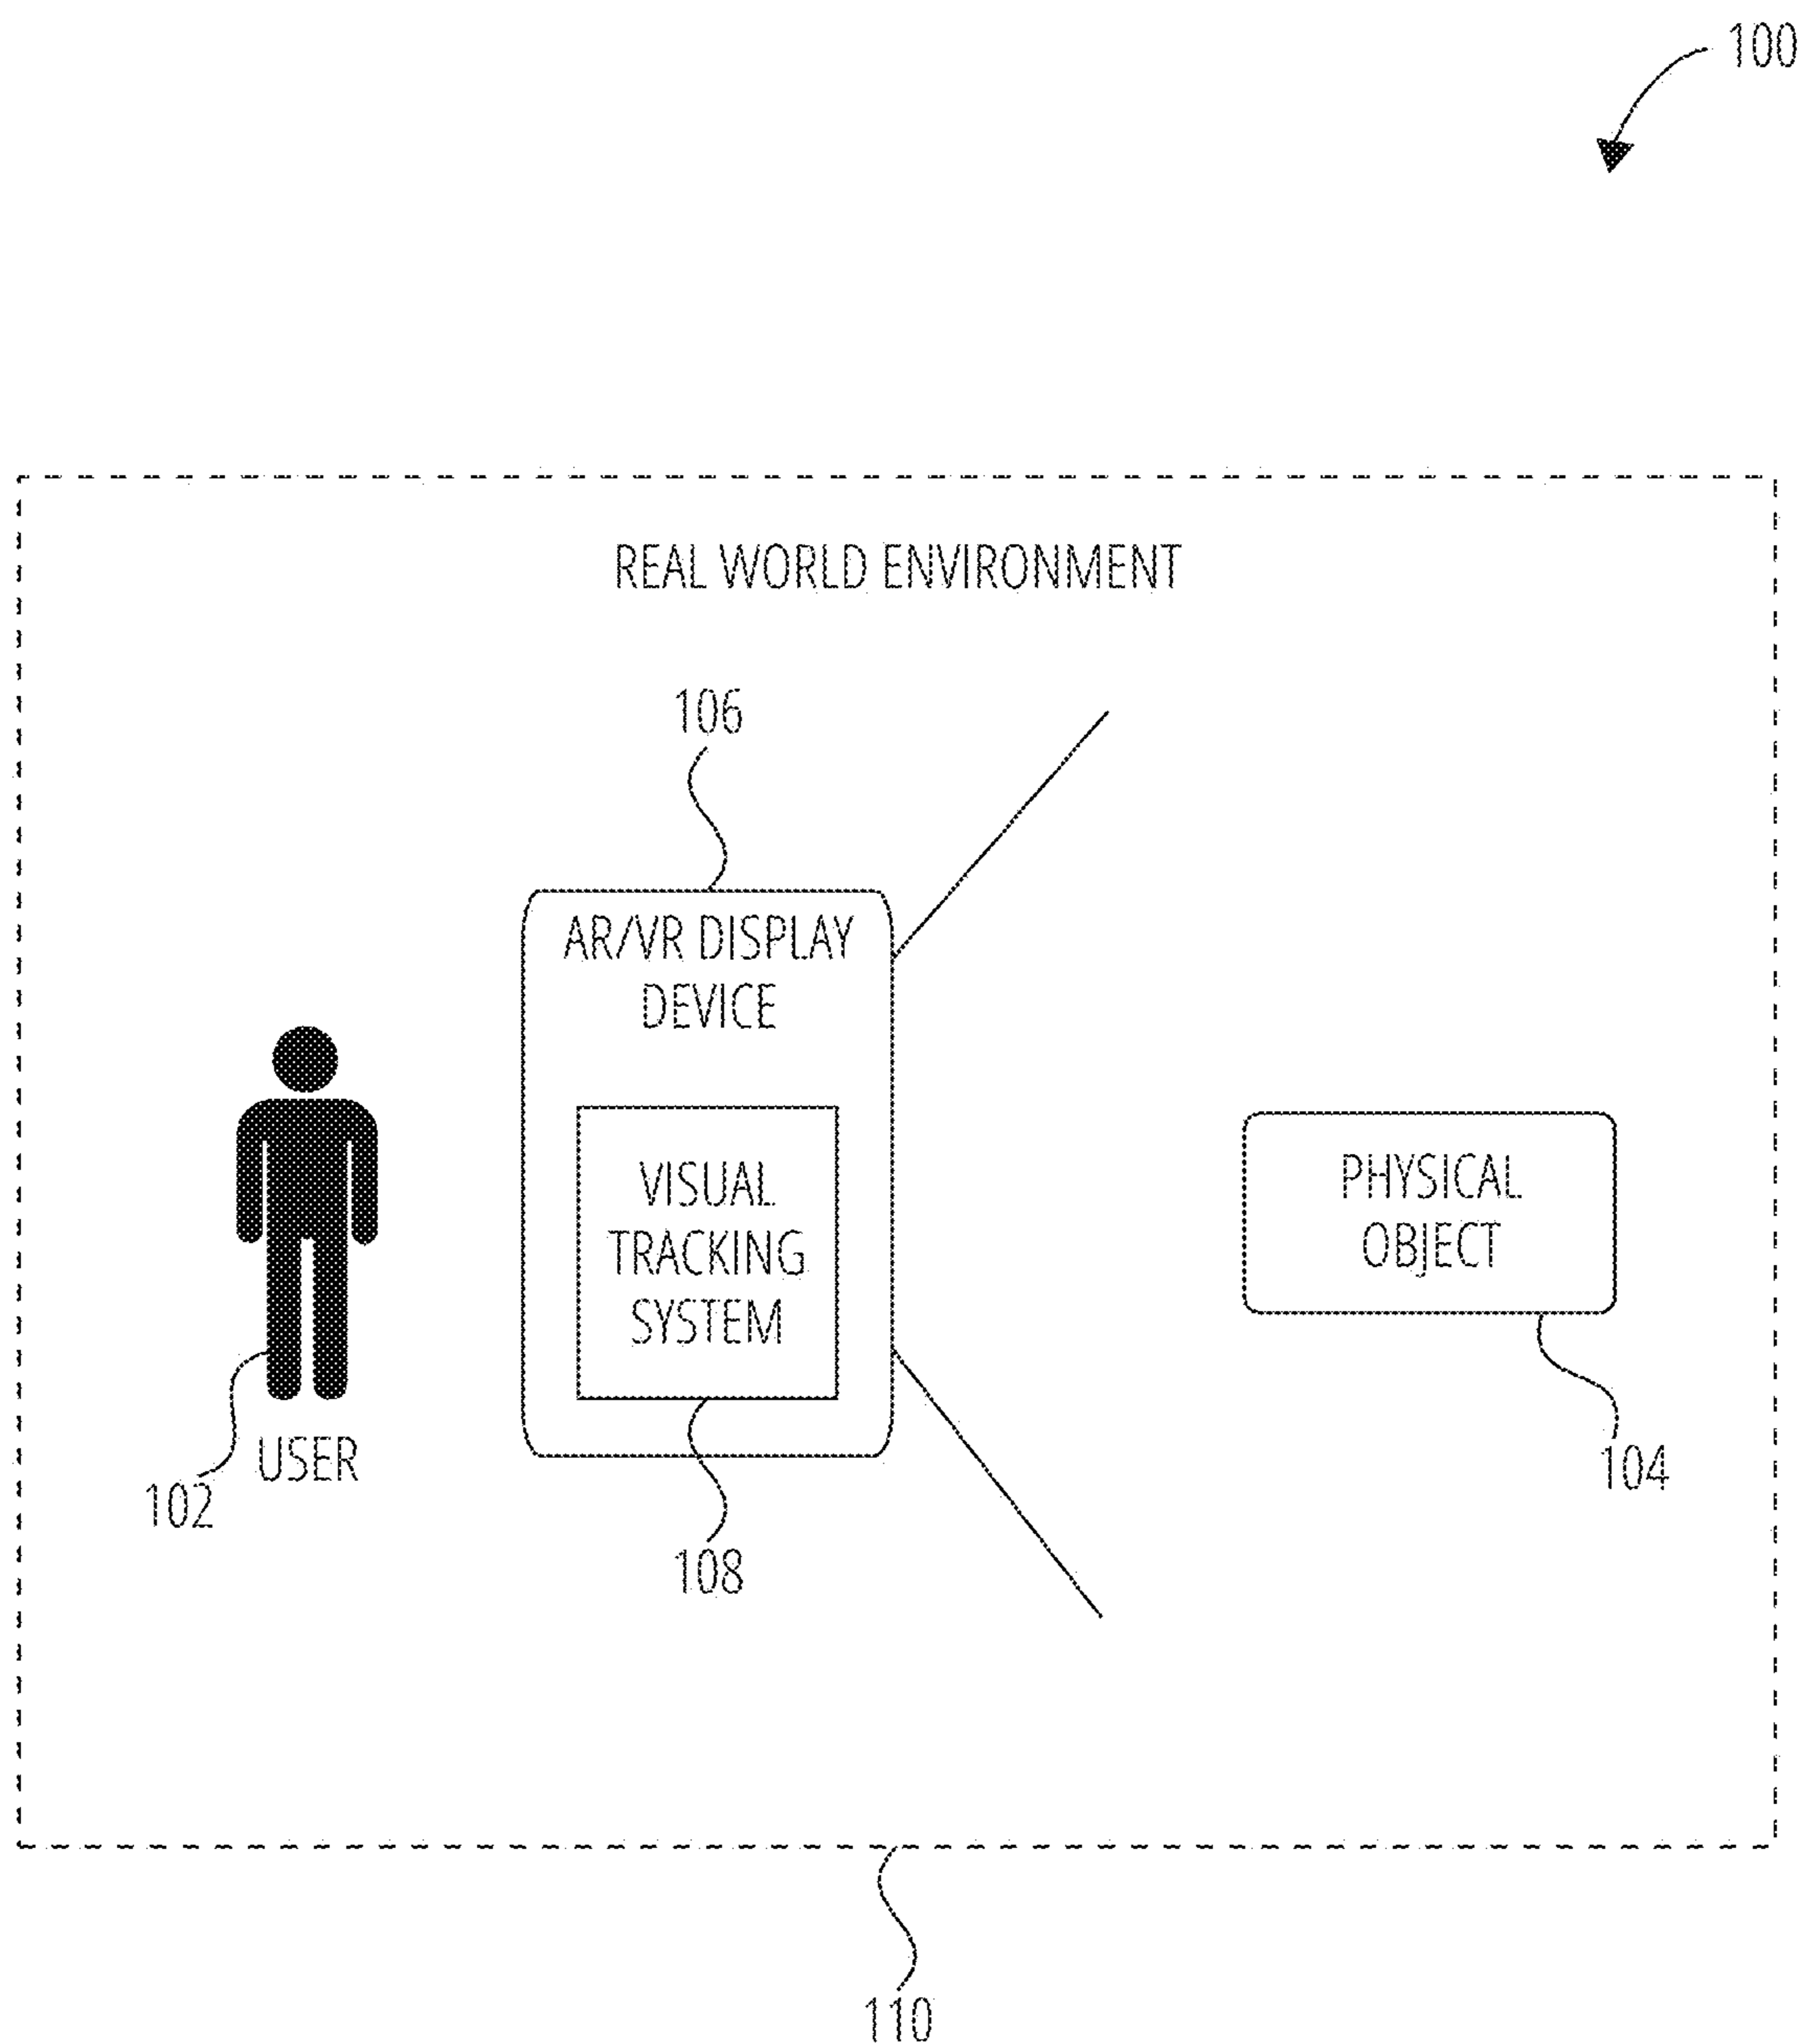 100
REAL WORLD ENVIRONMENT
106
AR/VR DISPLAY
DEVICE
VISUAL
TRACKING
SYSTEM
PHYSICAL
OBJECT
USER
102
104
108
110